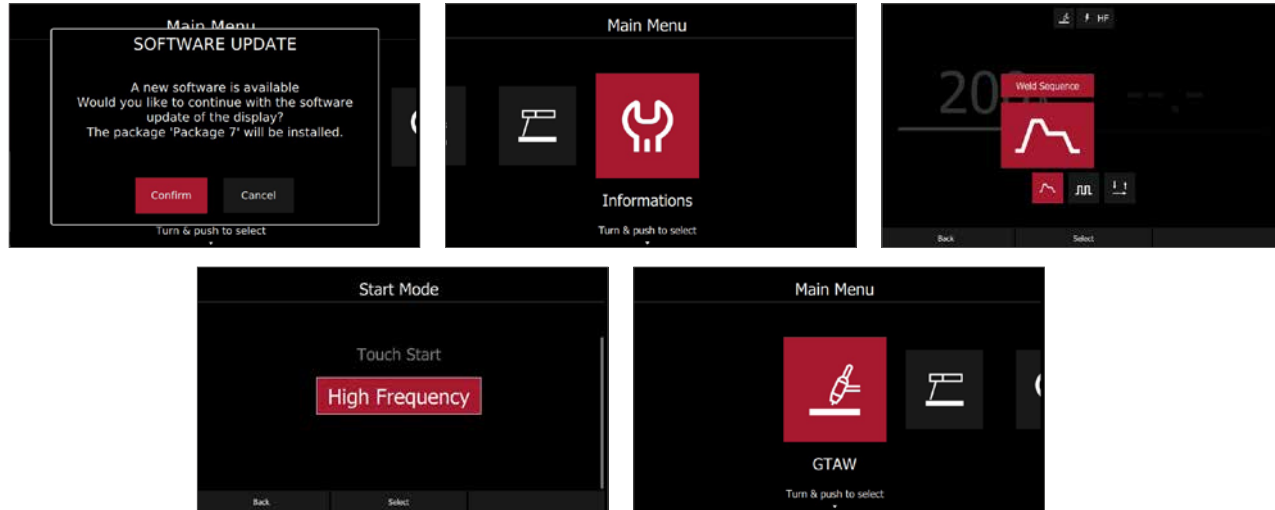 Main Menu
SOFTWARE UPDATE
A new software is available
Would you like to continue with the software
update of the display?
The package 'Package 7' will be installed.
Confirm
Cancel
Turn & push to select
Main Menu
Informations
Turn & push to select
HF
20
Weld Sequence
--.-
Back
Select
Start Mode
Touch Start
High Frequency
Back
Select
Main Menu
GTAW
Turn & push to select